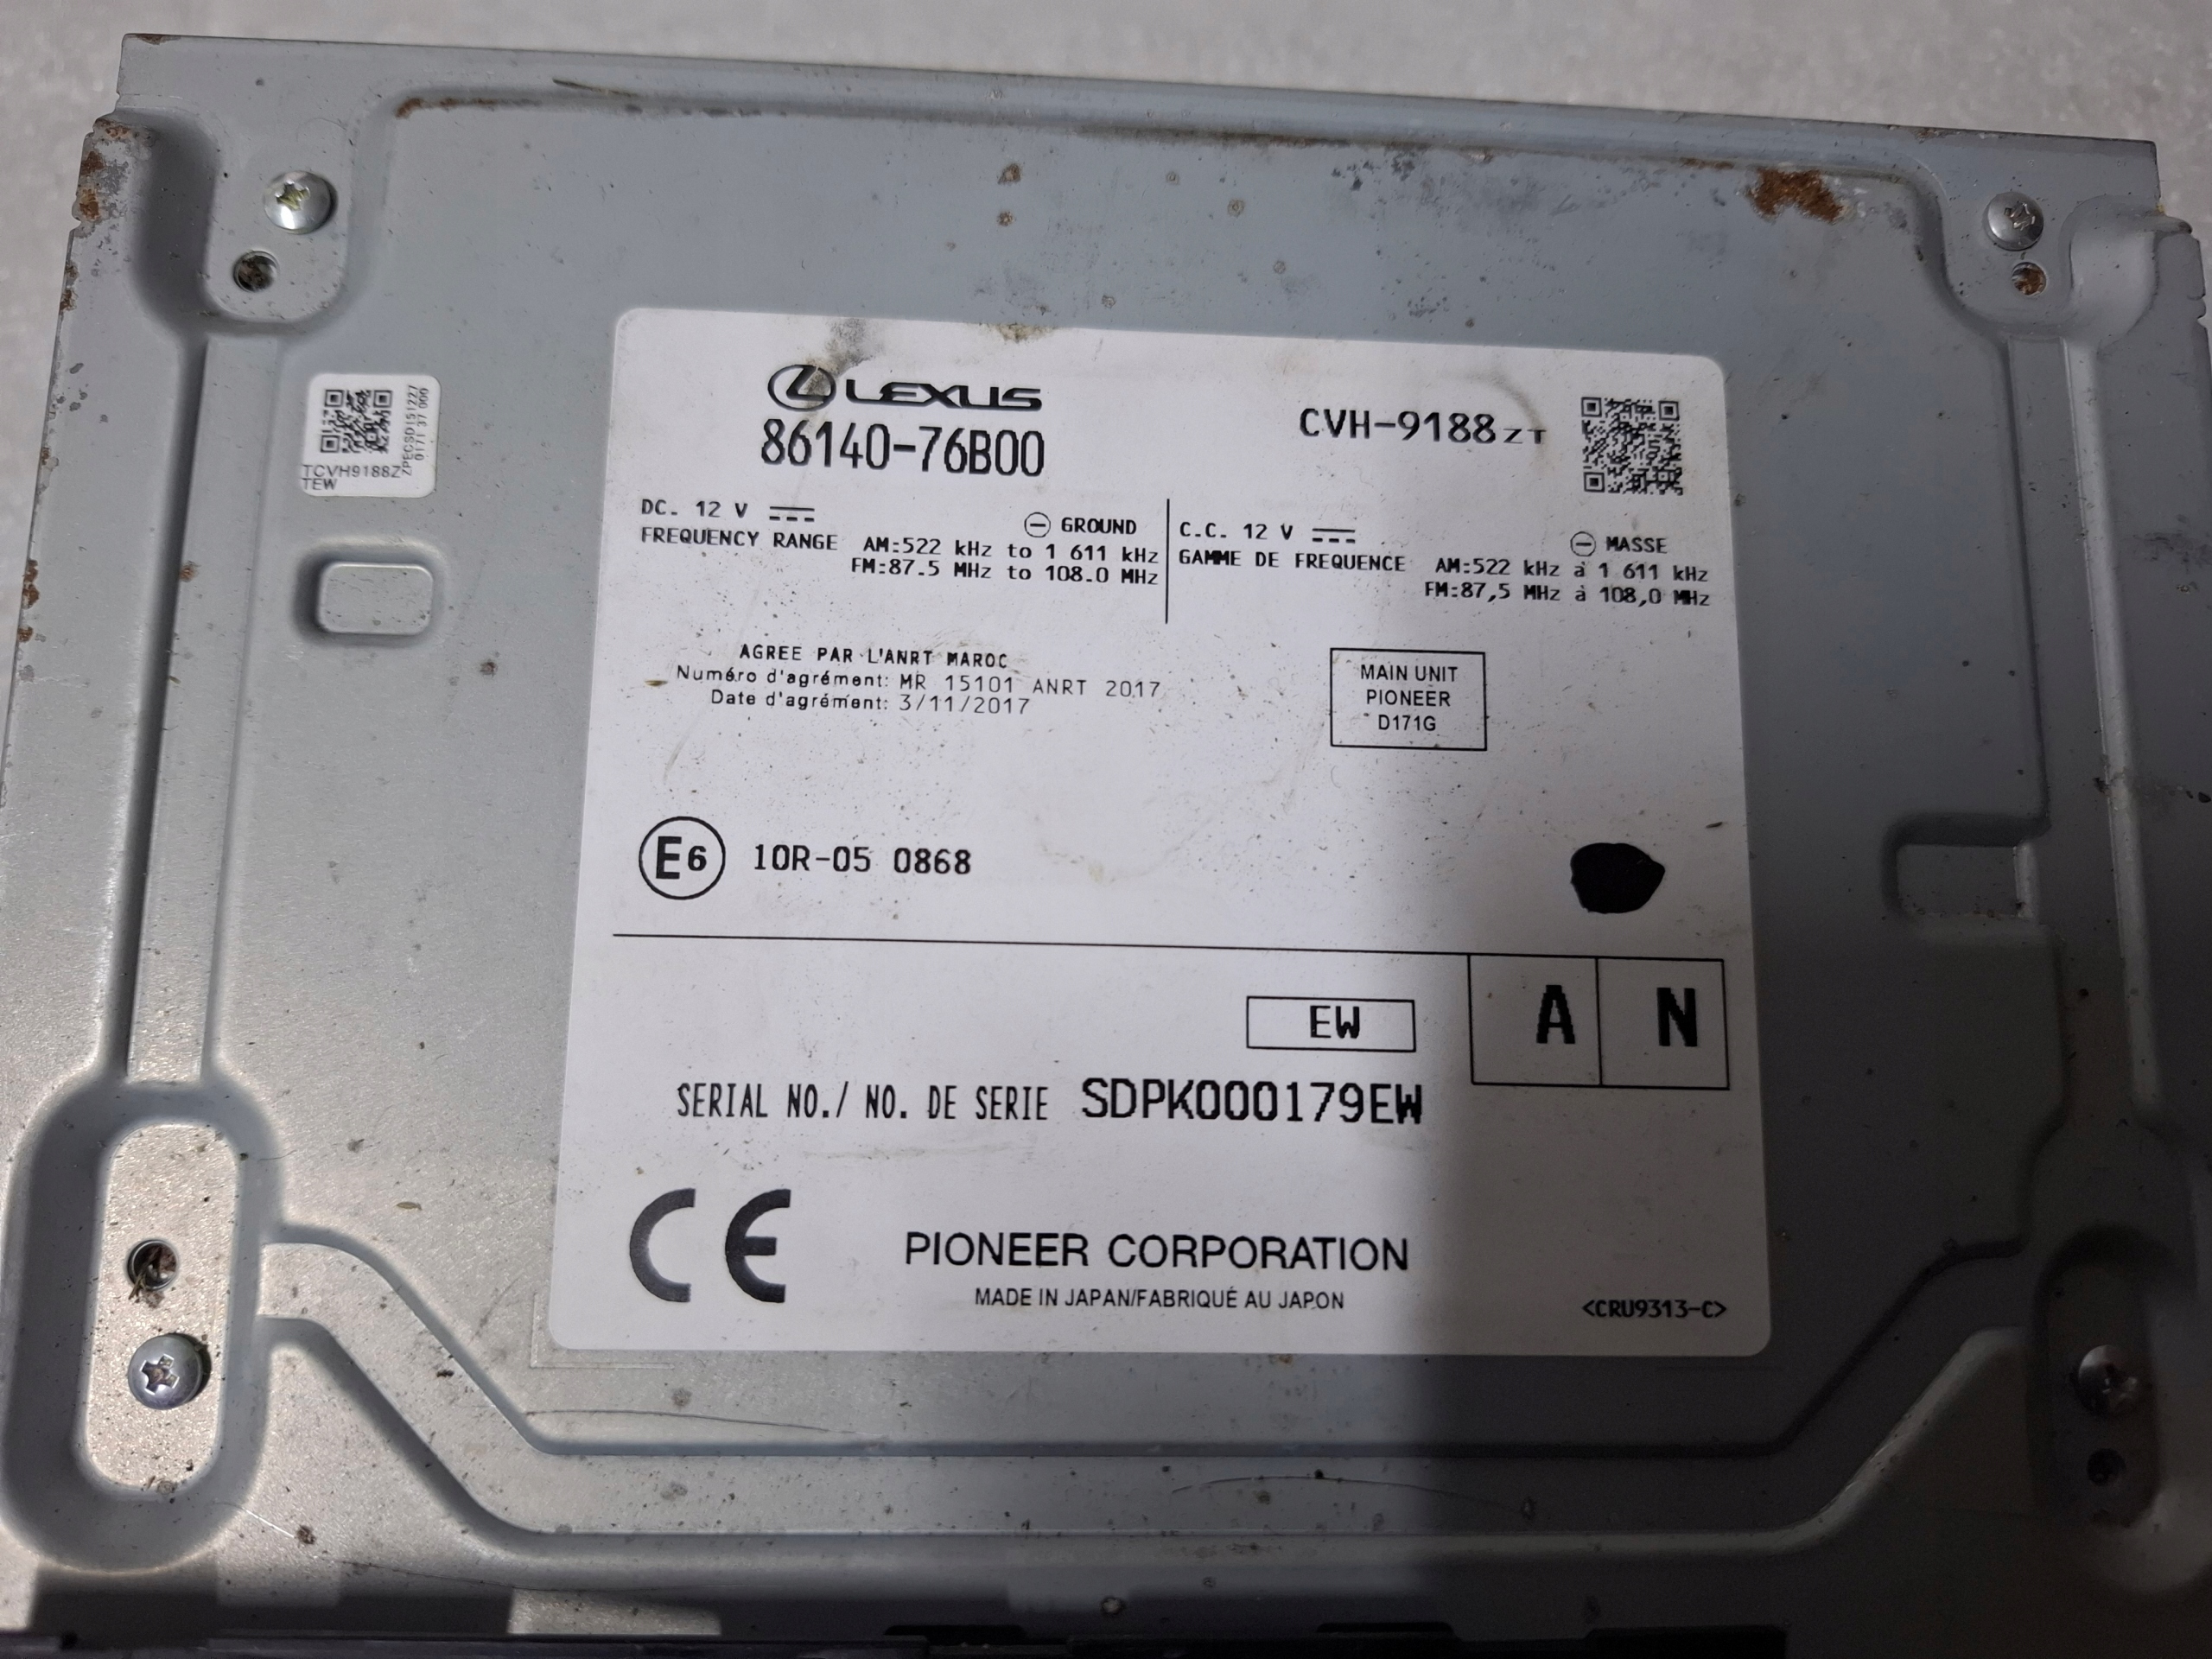 LEXUS
86140-76B00
CVH-9188ZT
TCVH9188Z
TEW
ZPECSD151227
0171 37 000
DC. 12 V
GROUND
FREQUENCY RANGE AM:522 kHz to 1 611 kHz
FM:87.5 MHz to 108.0 MHz
C.C. 12 V
MASSE
GAMME DE FREQUENCE AM:522 kHz à 1 611 kHz
FM:87,5 MHz à 108,0 MHz
AGREE PAR L'ANRT MAROC
Numéro d'agrément: MR 15101 ANRT 2017
Date d'agrément: 3/11/2017
MAIN UNIT
PIONEER
D171G
E6 10R-05 0868
A N
EW
SERIAL NO./ NO. DE SERIE SDPK000179EW
CE
PIONEER CORPORATION
MADE IN JAPAN/FABRIQUÉ AU JAPON
<CRU9313-C>